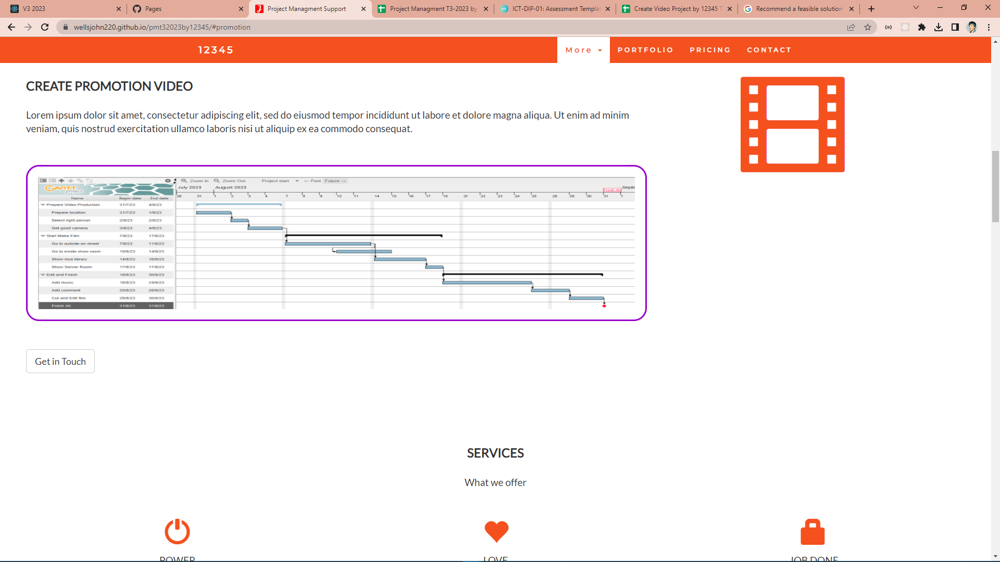 V3 2023
Pages
Project Managment Support
Project Managment T3-2023 by
ICT-DIP-01: Assessment Templat
Create Video Project by 12345 T
Recommend a feasible solution
wellsjohn220.github.io/pmt32023by12345/#promotion
12345
More
PORTFOLIO
PRICING
CONTACT
CREATE PROMOTION VIDEO
Lorem ipsum dolor sit amet, consectetur adipiscing elit, sed do eiusmod tempor incididunt ut labore et dolore magna aliqua. Ut enim ad minim
veniam, quis nostrud exercitation ullamco laboris nisi ut aliquip ex ea commodo consequat.
Zoom In
Zoom Out
Project start
← Past
Future →
GANTT
project
July 2023
August 2023
Septe
Name Begin date End date
28 31 1 2 3 4 7 8 9 10 11 14 15 16 17 18 21 22 23 24 25 28 29 30 31 1
Finish All
Prepare Video Production 31/7/23 4/8/23
Prepare location 31/7/23 1/8/23
Select right person 2/8/23 2/8/23
Get good camera 3/8/23 4/8/23
Start Make Film 7/8/23 17/8/23
Go to outside on street 7/8/23 11/8/23
Go to inside show room 10/8/23 14/8/23
Show nice library 14/8/23 16/8/23
Show Server Room 17/8/23 17/8/23
Edit and Finish 18/8/23 30/8/23
Add music 18/8/23 24/8/23
Add comment 25/8/23 28/8/23
Cut and Edit film 29/8/23 30/8/23
Finish All 31/8/23 31/8/23
Get in Touch
SERVICES
What we offer
POWER
LOVE
JOB DONE